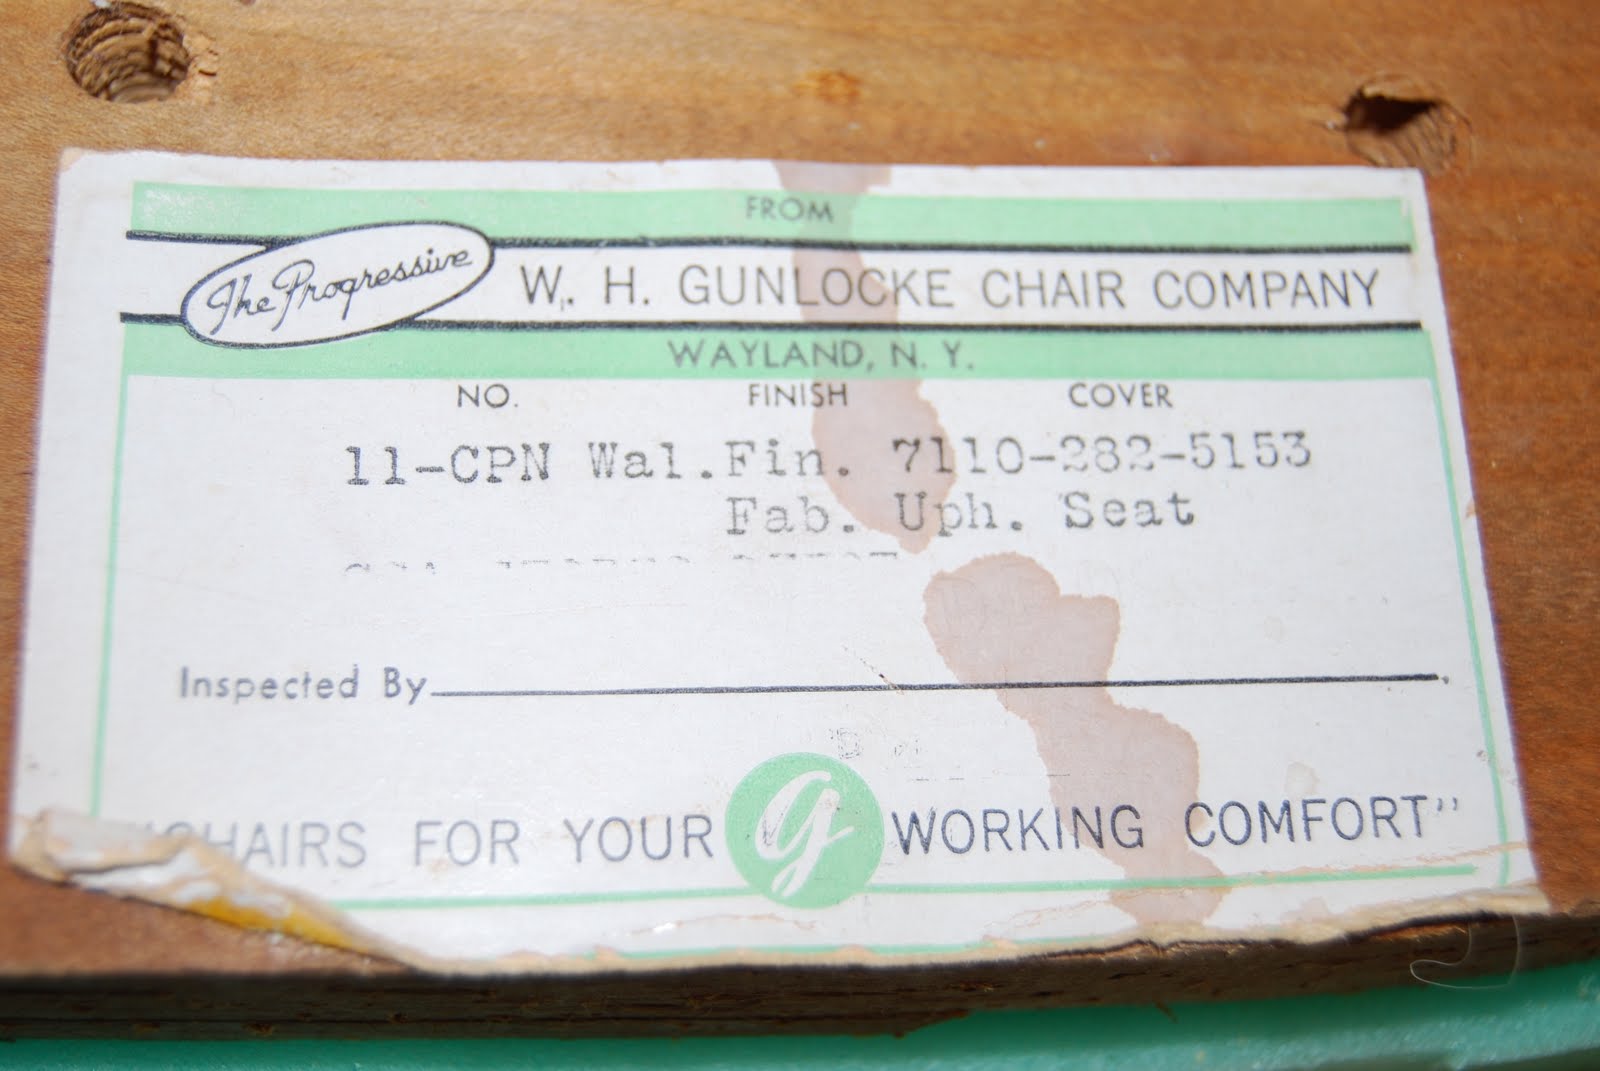 FROM
The Progressive W. H. GUNLOCKE CHAIR COMPANY
WAYLAND, N. Y.
NO. FINISH COVER
11-CPN Wal.Fin. 7110-282-5153
Fab. Uph. Seat
Inspected By
"CHAIRS FOR YOUR g WORKING COMFORT"